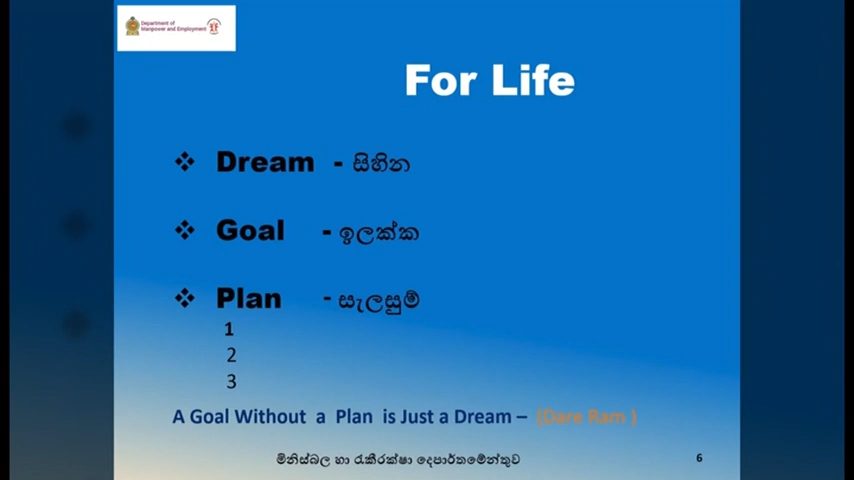 Department of
Manpower and Employment
For Life
❖ Dream - සිහින
❖ Goal - ඉලක්ක
❖ Plan - සැලසුම්
1
2
3
A Goal Without a Plan is Just a Dream – (Dare Ram )
මිනිස්බල හා රැකීරක්ෂා දෙපාර්තමේන්තුව
6